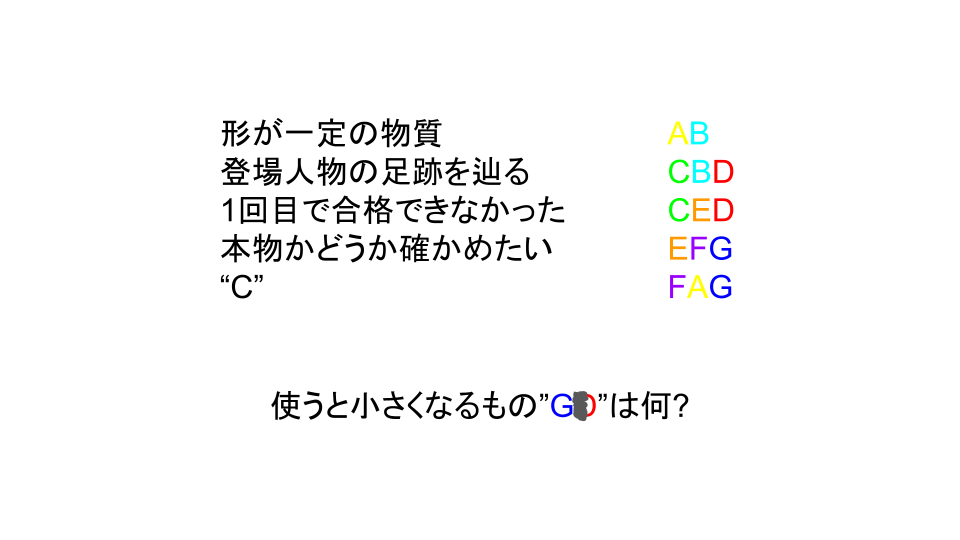 形が一定の物質 AB
登場人物の足跡を辿る CBD
1回目で合格できなかった CED
本物かどうか確かめたい EFG
“C” FAG
使うと小さくなるもの”GD”は何?